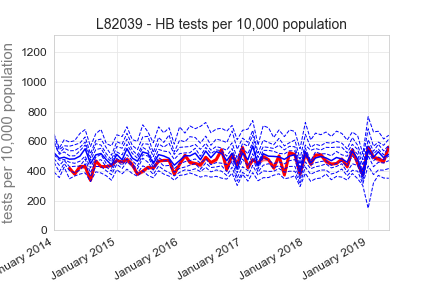 L82039 - HB tests per 10,000 population
tests per 10,000 population
1200
1000
800
600
400
200
0
nuary 2014
January 2015
January 2016
January 2017
January 2018
January 2019